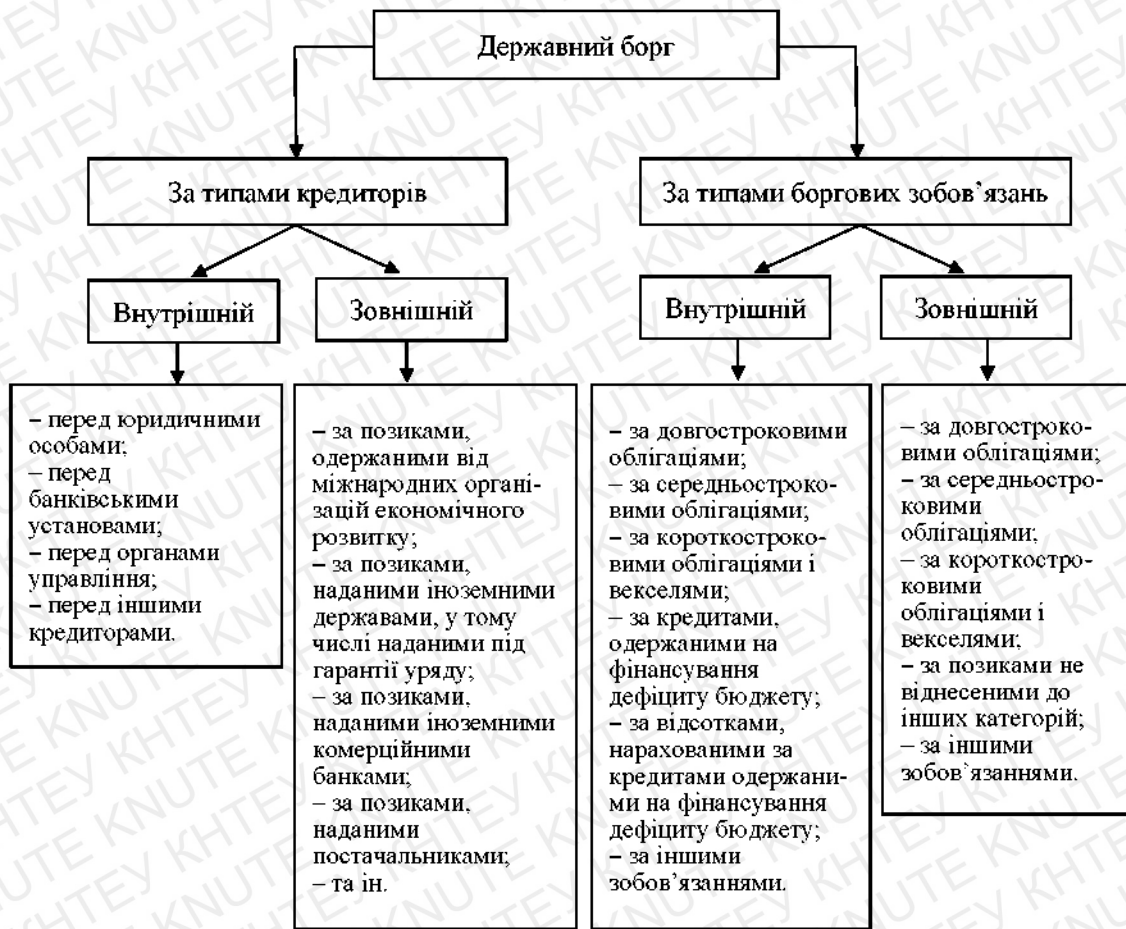 Державний борг
За типами кредиторів
За типами боргових зобов’язань
Внутрішній
Зовнішній
Внутрішній
Зовнішній
– перед юридичними
особами;
– перед
банківськими
установами;
– перед органами
управління;
– перед іншими
кредиторами.
– за позиками,
одержаними від
міжнародних органі-
зацій економічного
розвитку;
– за позиками,
наданими іноземними
державами, у тому
числі наданими під
гарантії уряду;
– за позиками,
наданими іноземними
комерційними
банками;
– за позиками,
наданими
постачальниками;
– та ін.
– за довгостроковими
облігаціями;
– за середньостроко-
вими облігаціями;
– за короткостроко-
вими облігаціями і
векселями;
– за кредитами,
одержаними на
фінансування
дефіциту бюджету;
– за відсотками,
нарахованими за
кредитами одержани-
ми на фінансування
дефіциту бюджету;
– за іншими
зобов’язаннями.
– за довгостроко-
вими облігаціями;
– за середньостро-
ковими
облігаціями;
– за короткостро-
ковими
облігаціями і
векселями;
– за позиками не
віднесеними до
інших категорій;
– за іншими
зобов’язаннями.